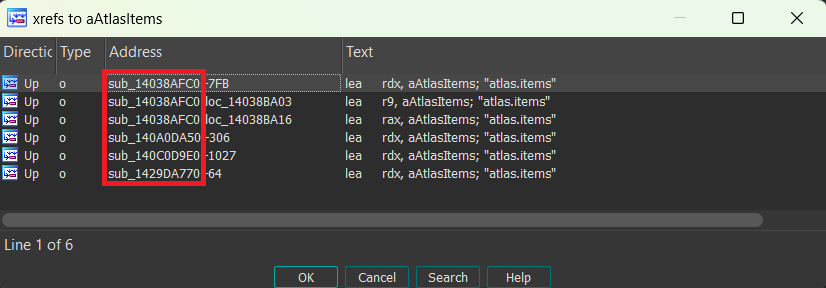 xrefs to aAtlasItems
Directic Type Address Text
Up o sub_14038AFC0 -7FB lea rdx, aAtlasItems; "atlas.items"
Up o sub_14038AFC0 loc_14038BA03 lea r9, aAtlasItems; "atlas.items"
Up o sub_14038AFC0 loc_14038BA16 lea rax, aAtlasItems; "atlas.items"
Up o sub_140A0DA50 -306 lea rdx, aAtlasItems; "atlas.items"
Up o sub_140C0D9E0 -1027 lea rdx, aAtlasItems; "atlas.items"
Up o sub_1429DA770 -64 lea rdx, aAtlasItems; "atlas.items"
Line 1 of 6
OK Cancel Search Help